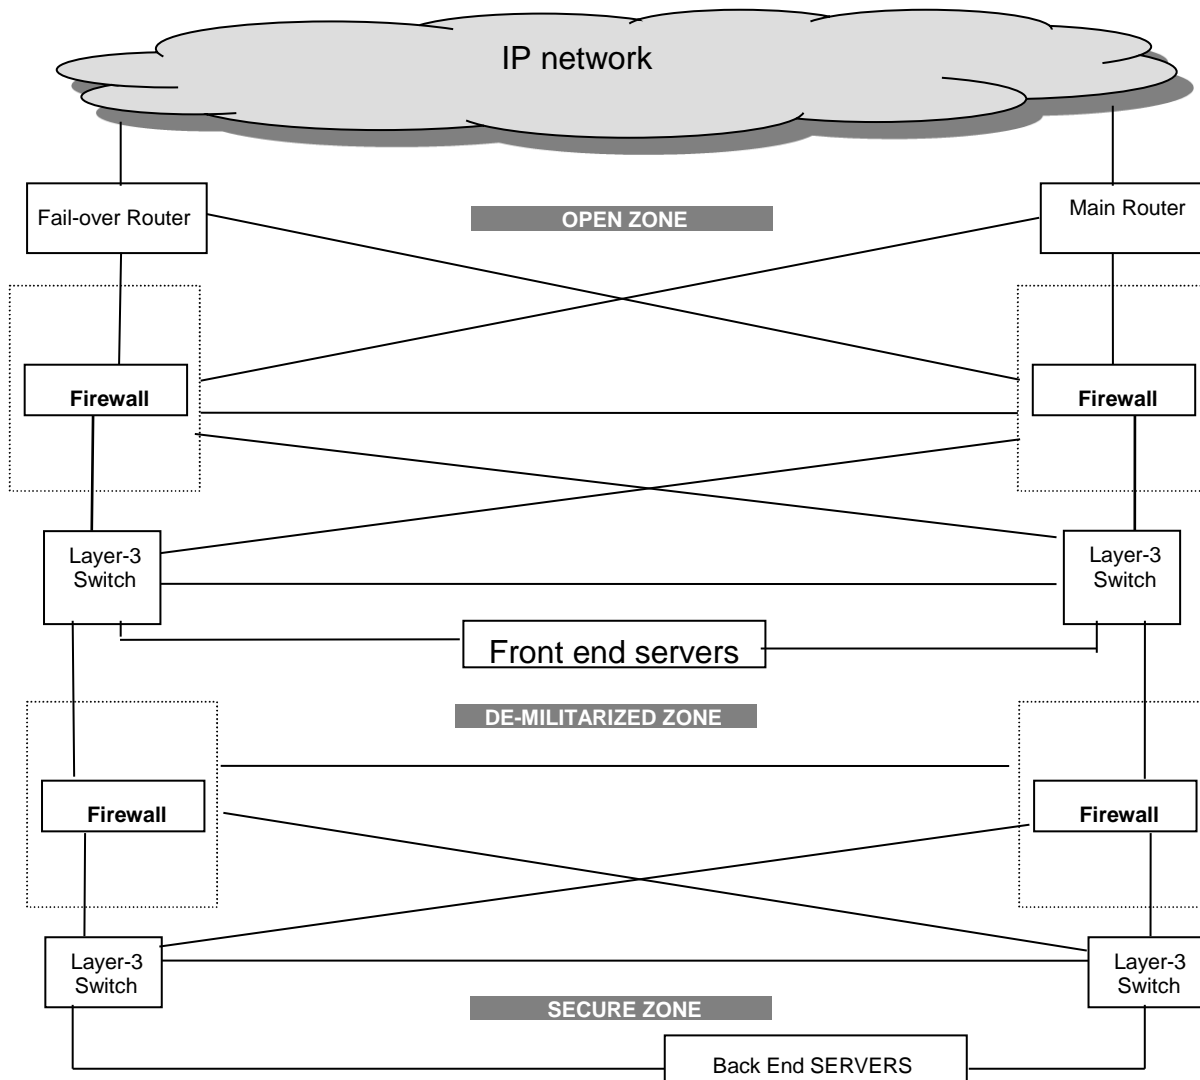 IP network
Fail-over Router
OPEN ZONE
Main Router
Firewall
Firewall
Layer-3
Switch
Layer-3
Switch
Front end servers
DE-MILITARIZED ZONE
Firewall
Firewall
Layer-3
Switch
Layer-3
Switch
SECURE ZONE
Back End SERVERS